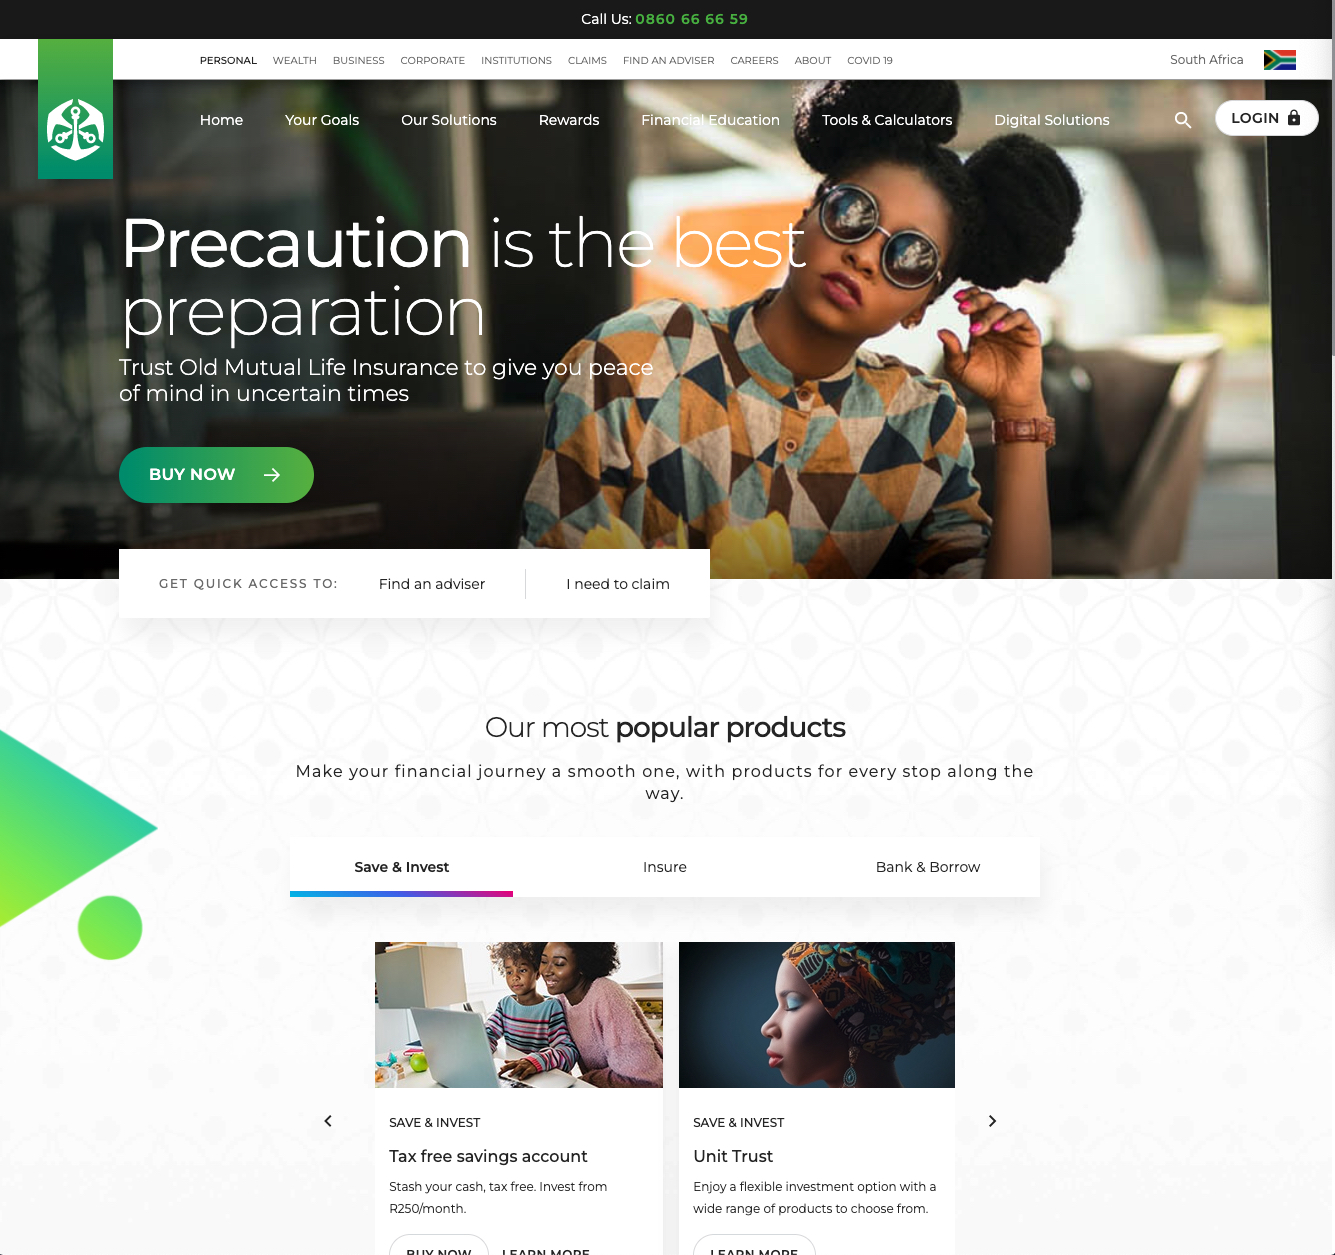 Call Us: 0860 66 66 59
PERSONAL WEALTH BUSINESS CORPORATE INSTITUTIONS CLAIMS FIND AN ADVISER CAREERS ABOUT COVID 19 South Africa
Home Your Goals Our Solutions Rewards Financial Education Tools & Calculators Digital Solutions LOGIN
Precaution is the best
preparation
Trust Old Mutual Life Insurance to give you peace
of mind in uncertain times
BUY NOW
GET QUICK ACCESS TO: Find an adviser I need to claim
Our most popular products
Make your financial journey a smooth one, with products for every stop along the
way.
Save & Invest Insure Bank & Borrow
SAVE & INVEST
Tax free savings account
Stash your cash, tax free. Invest from
R250/month.
BUY NOW LEARN MORE
SAVE & INVEST
Unit Trust
Enjoy a flexible investment option with a
wide range of products to choose from.
LEARN MORE